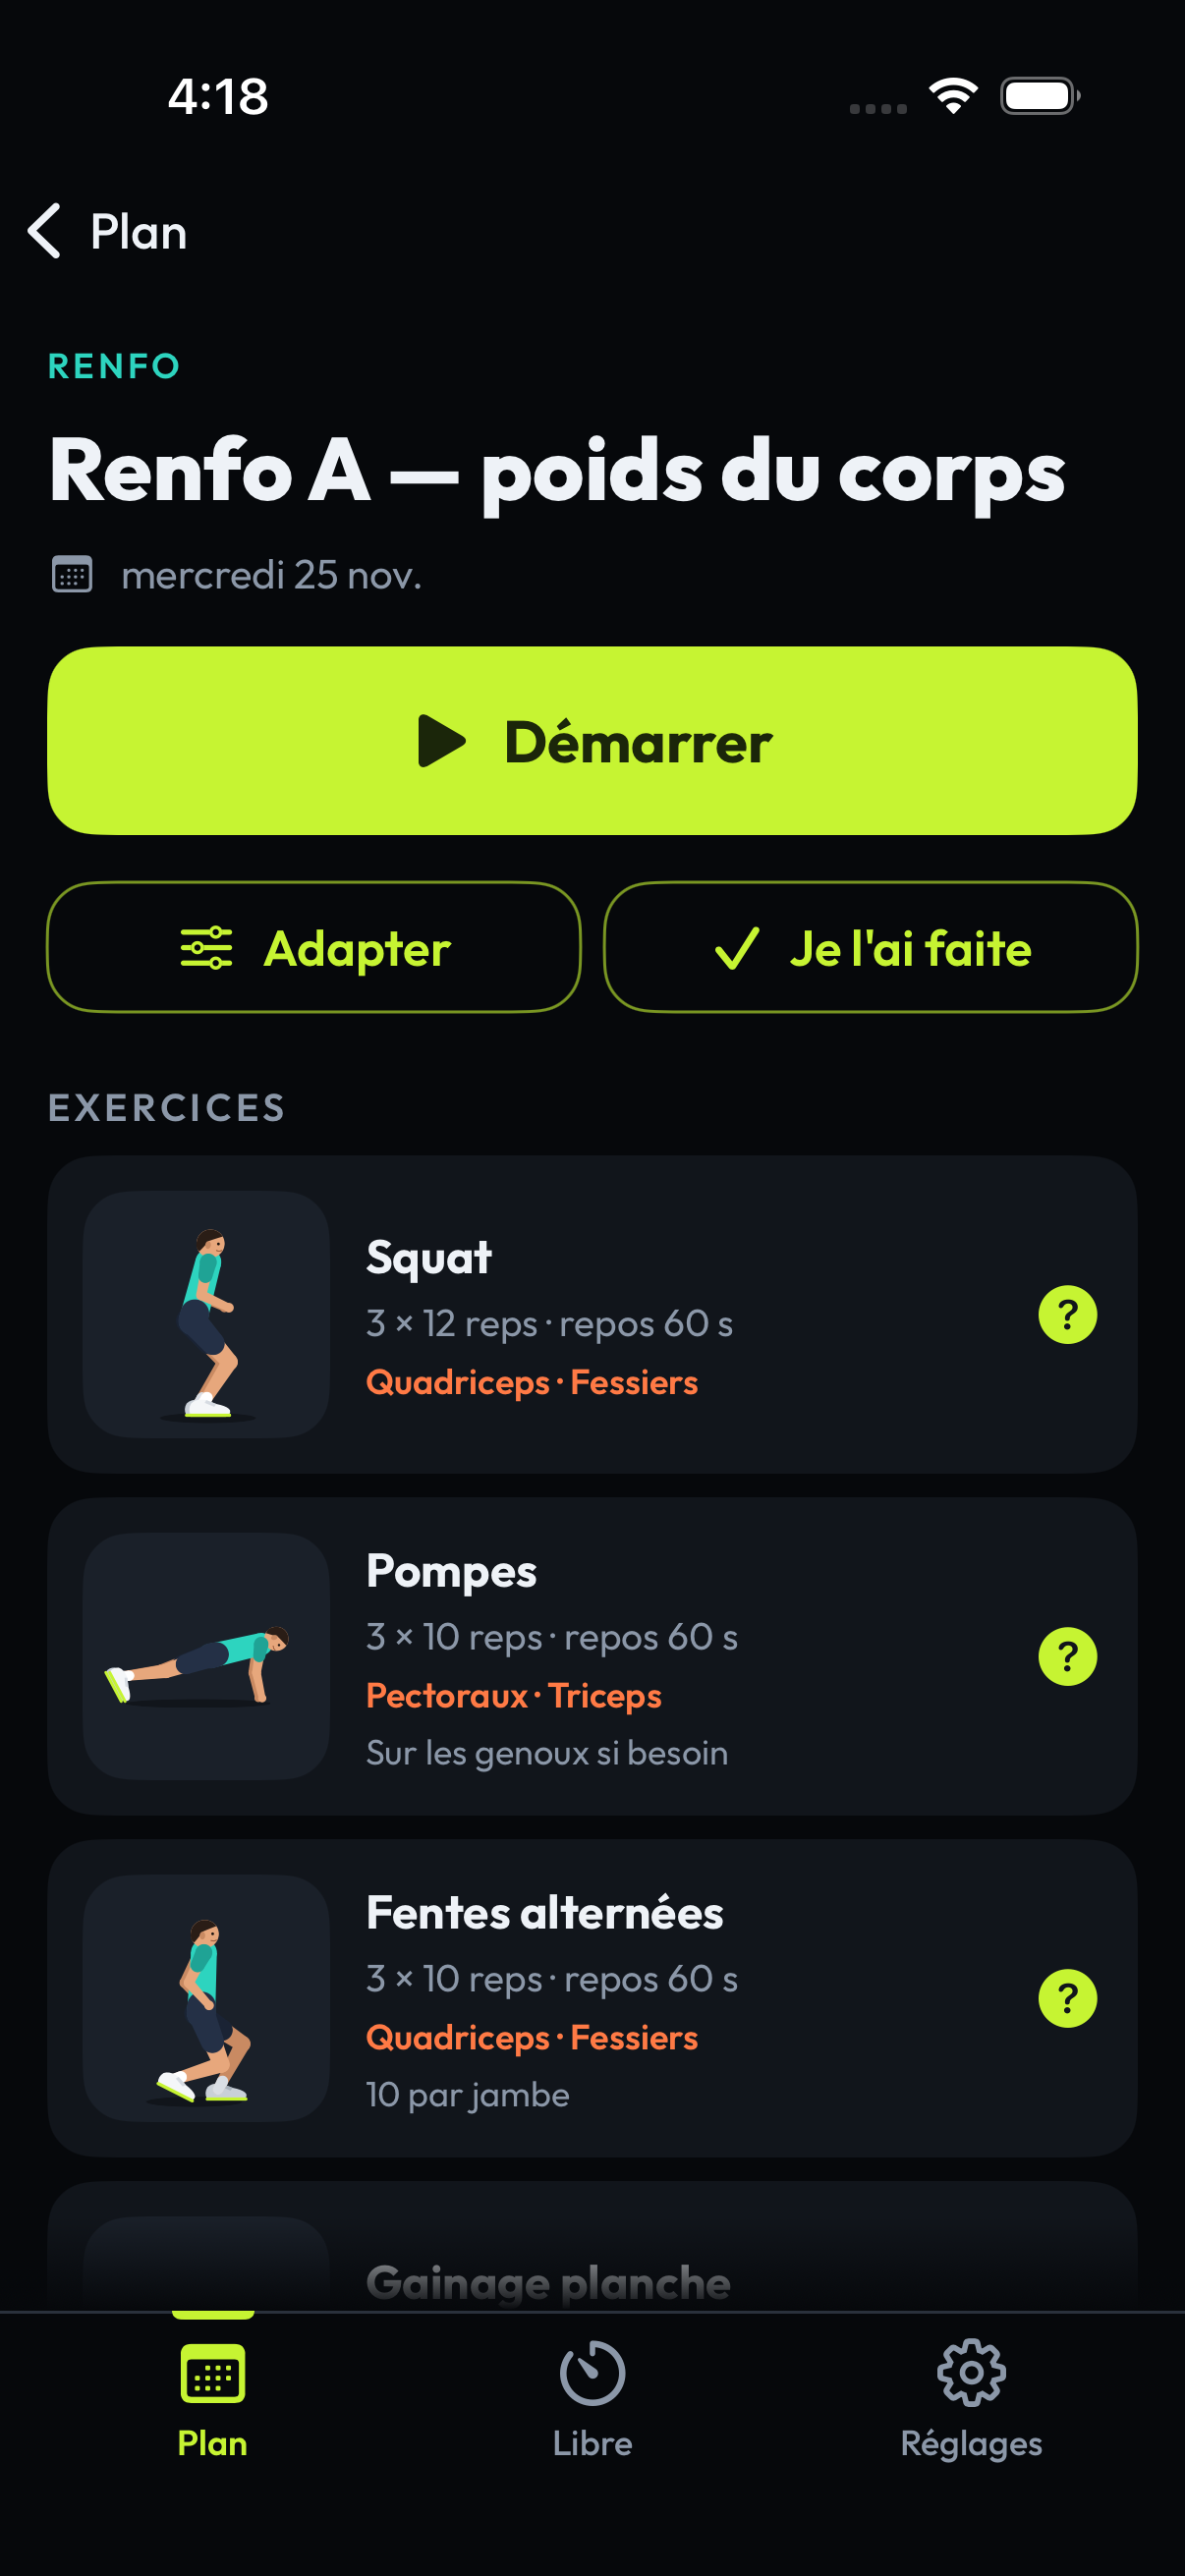 4:18
Plan
RENFO
Renfo A — poids du corps
mercredi 25 nov.
Démarrer
Adapter
Je l'ai faite
EXERCICES
Squat
3 × 12 reps · repos 60 s
Quadriceps · Fessiers
?
Pompes
3 × 10 reps · repos 60 s
Pectoraux · Triceps
Sur les genoux si besoin
?
Fentes alternées
3 × 10 reps · repos 60 s
Quadriceps · Fessiers
10 par jambe
?
Gainage planche
Plan
Libre
Réglages